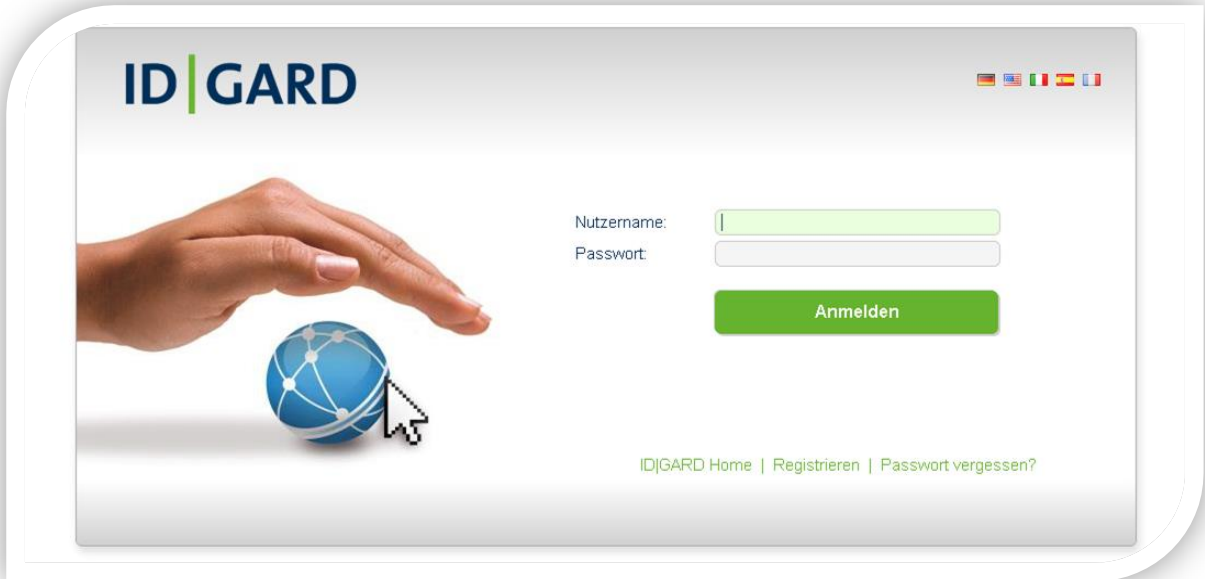 ID|GARD
Nutzername:
Passwort:
Anmelden
ID|GARD Home | Registrieren | Passwort vergessen?